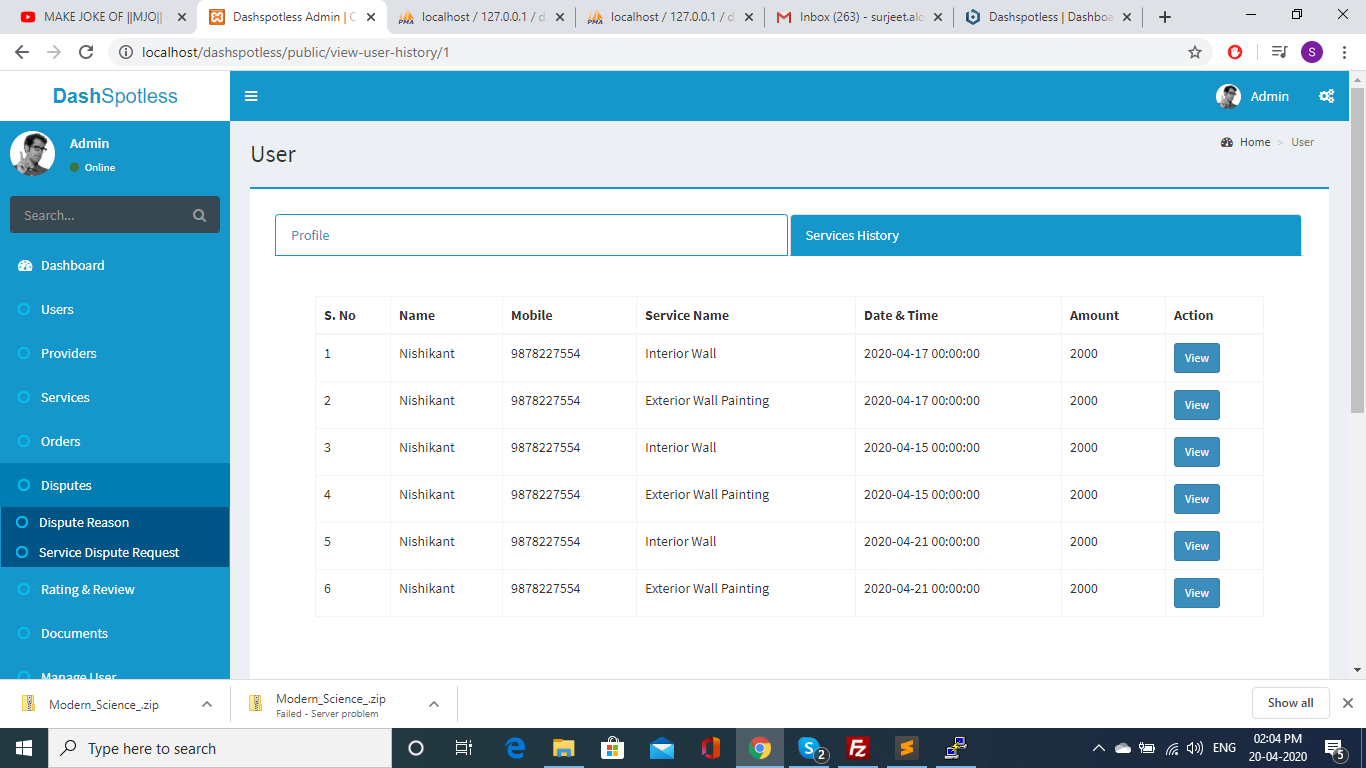 MAKE JOKE OF ||MJO||
Dashspotless Admin | C
localhost / 127.0.0.1 / d
localhost / 127.0.0.1 / d
Inbox (263) - surjeet.alc
Dashspotless | Dashboa
localhost/dashspotless/public/view-user-history/1
S
DashSpotless
Admin
Admin
Online
Search...
Dashboard
Users
Providers
Services
Orders
Disputes
Dispute Reason
Service Dispute Request
Rating & Review
Documents
Manage User
User
Home > User
Profile
Services History
S. No Name Mobile Service Name Date & Time Amount Action
1 Nishikant 9878227554 Interior Wall 2020-04-17 00:00:00 2000 View
2 Nishikant 9878227554 Exterior Wall Painting 2020-04-17 00:00:00 2000 View
3 Nishikant 9878227554 Interior Wall 2020-04-15 00:00:00 2000 View
4 Nishikant 9878227554 Exterior Wall Painting 2020-04-15 00:00:00 2000 View
5 Nishikant 9878227554 Interior Wall 2020-04-21 00:00:00 2000 View
6 Nishikant 9878227554 Exterior Wall Painting 2020-04-21 00:00:00 2000 View
Modern_Science_.zip
Modern_Science_.zip
Failed - Server problem
Show all
Type here to search
2
ENG
02:04 PM
20-04-2020
5